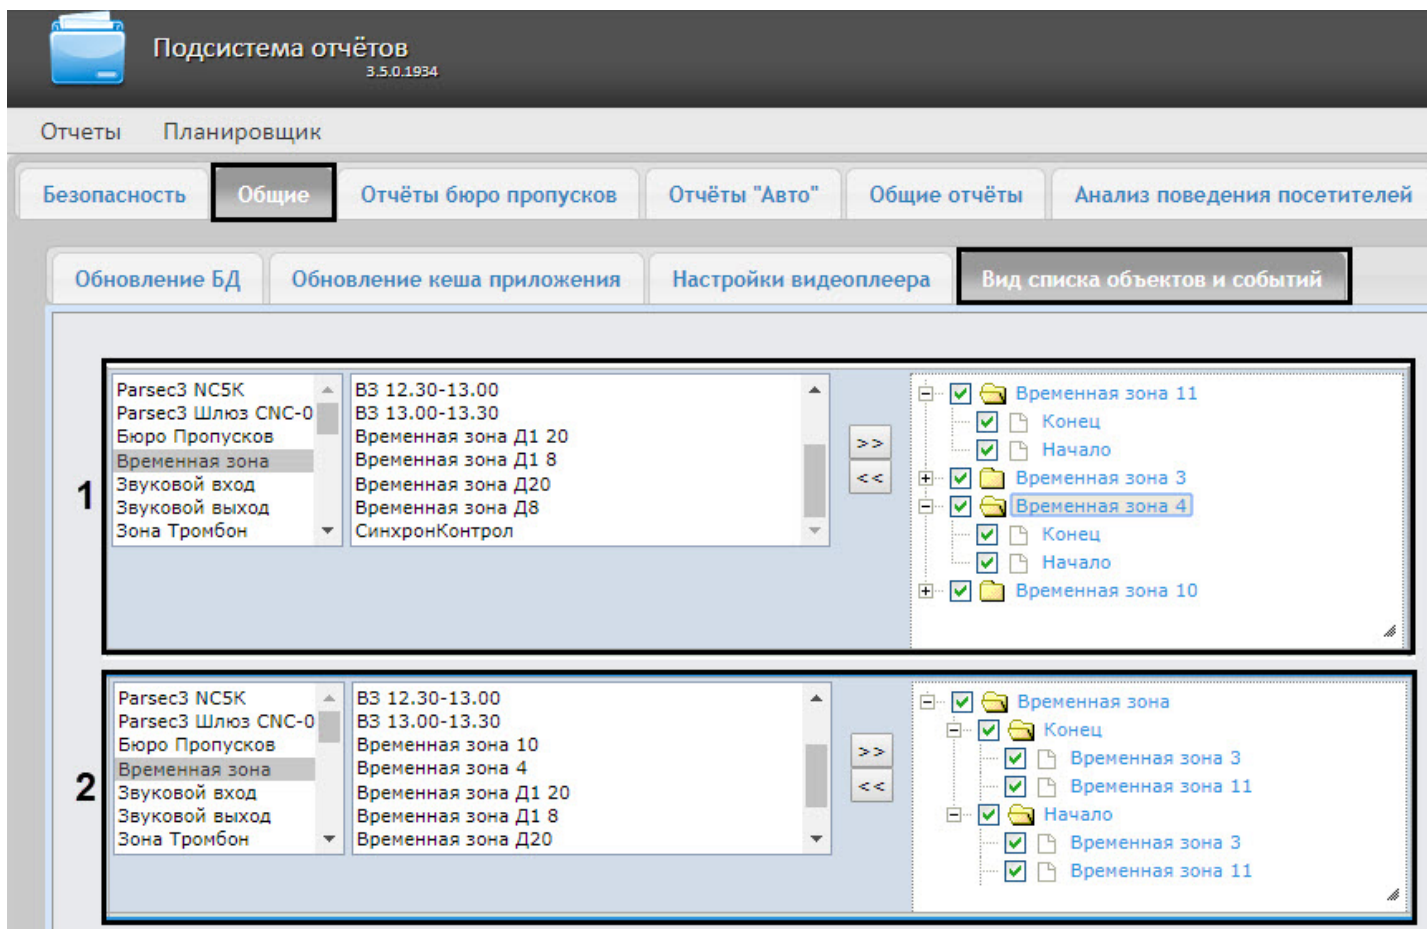 Подсистема отчётов
3.5.0.1934
Отчеты Планировщик
Безопасность Общие Отчёты бюро пропусков Отчёты "Авто" Общие отчёты Анализ поведения посетителей
Обновление БД Обновление кеша приложения Настройки видеоплеера Вид списка объектов и событий
1
Parsec3 NC5K
Parsec3 Шлюз CNC-0
Бюро Пропусков
Временная зона
Звуковой вход
Звуковой выход
Зона Тромбон
ВЗ 12.30-13.00
ВЗ 13.00-13.30
Временная зона Д1 20
Временная зона Д1 8
Временная зона Д20
Временная зона Д8
СинхронКонтрол
>>
<<
Временная зона 11
Конец
Начало
Временная зона 3
Временная зона 4
Конец
Начало
Временная зона 10
2
Parsec3 NC5K
Parsec3 Шлюз CNC-0
Бюро Пропусков
Временная зона
Звуковой вход
Звуковой выход
Зона Тромбон
ВЗ 12.30-13.00
ВЗ 13.00-13.30
Временная зона 10
Временная зона 4
Временная зона Д1 20
Временная зона Д1 8
Временная зона Д20
>>
<<
Временная зона
Конец
Временная зона 3
Временная зона 11
Начало
Временная зона 3
Временная зона 11